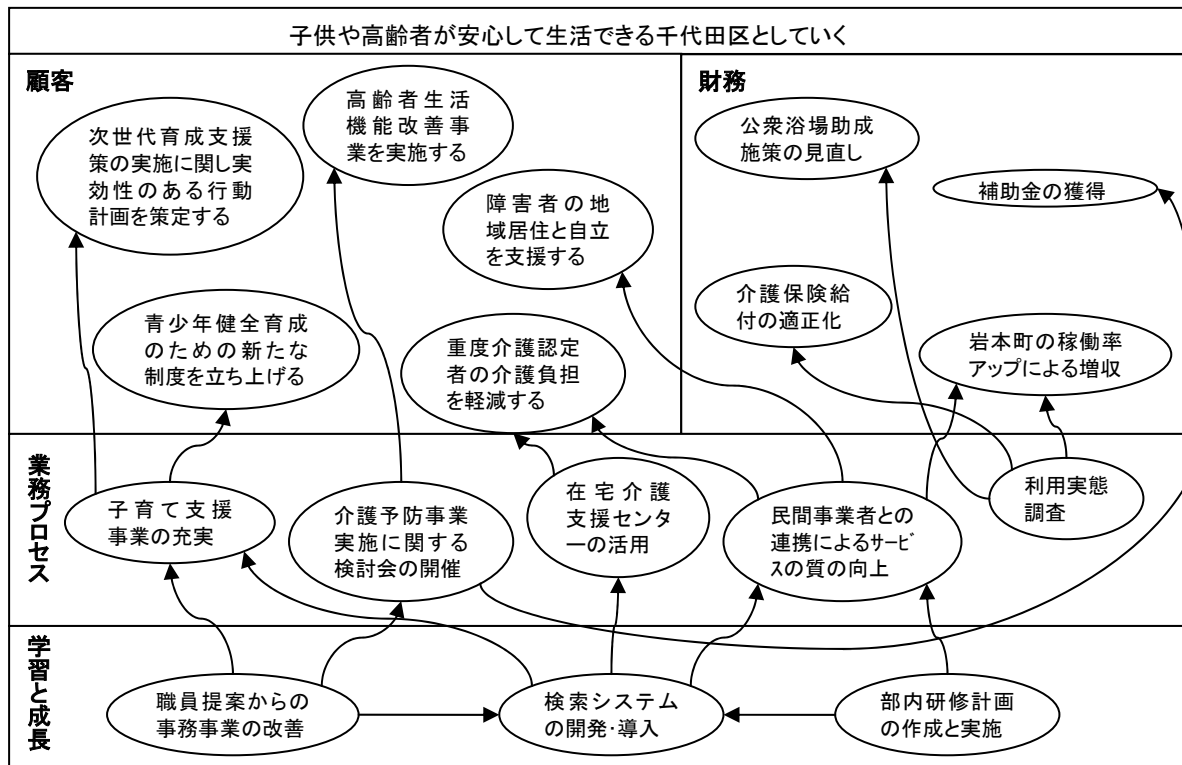 子供や高齢者が安心して生活できる千代田区としていく
顧客
高齢者生活
機能改善事
業を実施する
次世代育成支援
策の実施に関し実
効性のある行動
計画を策定する
障害者の地
域居住と自立
を支援する
青少年健全育成
のための新たな
制度を立ち上げる
重度介護認定
者の介護負担
を軽減する
財務
公衆浴場助成
施策の見直し
補助金の獲得
介護保険給
付の適正化
岩本町の稼働率
アップによる増収
業務プロセス
子育て支援
事業の充実
介護予防事業
実施に関する
検討会の開催
在宅介護
支援センタ
ーの活用
民間事業者との
連携によるサービ
スの質の向上
利用実態
調査
学習と成長
職員提案からの
事務事業の改善
検索システム
の開発・導入
部内研修計画
の作成と実施